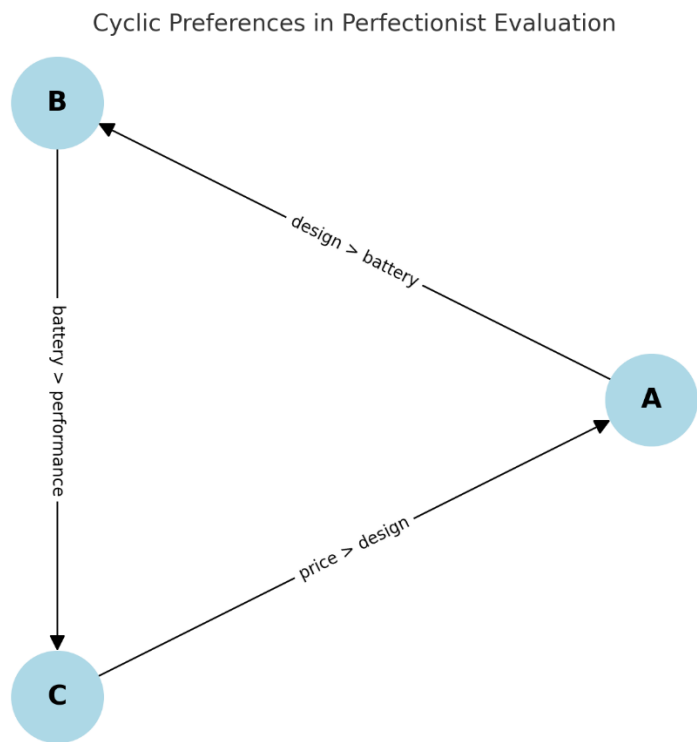 Cyclic Preferences in Perfectionist Evaluation
B
design > battery
battery > performance
A
price > design
C